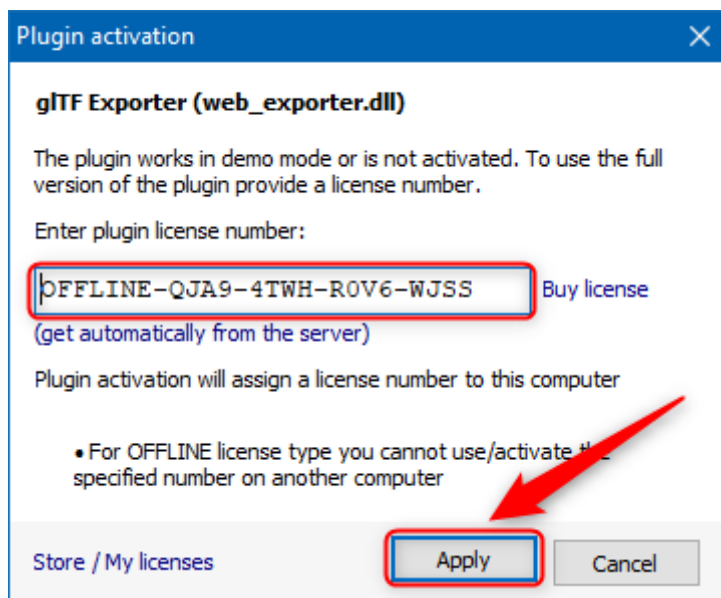 Plugin activation
glTF Exporter (web_exporter.dll)
The plugin works in demo mode or is not activated. To use the full
version of the plugin provide a license number.
Enter plugin license number:
OFFLINE-QJA9-4TWH-R0V6-WJSS Buy license
(get automatically from the server)
Plugin activation will assign a license number to this computer
• For OFFLINE license type you cannot use/activate the
specified number on another computer
Store / My licenses Apply Cancel